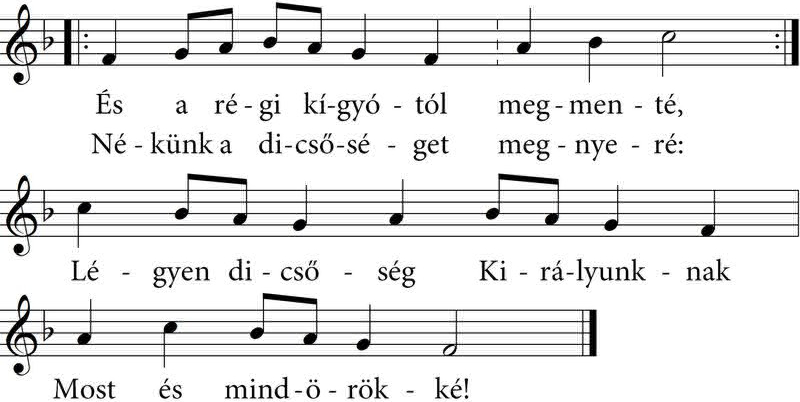 És a ré - gi kí-gyó - tól meg - men - té,
Né - künk a di-cső-sé - get meg - nye - ré:
Lé - gyen di - cső - ség Ki - rá-lyunk - nak
Most és mind-ö - rök - ké!